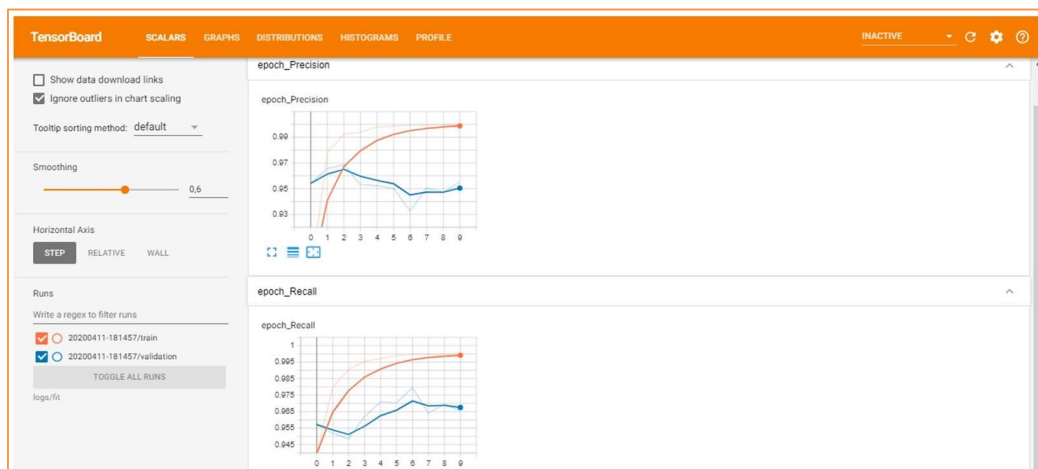 TensorBoard SCALARS GRAPHS DISTRIBUTIONS HISTOGRAMS PROFILE INACTIVE
Show data download links
Ignore outliers in chart scaling
Tooltip sorting method: default
Smoothing
0,6
Horizontal Axis
STEP RELATIVE WALL
Runs
Write a regex to filter runs
20200411-181457/train
20200411-181457/validation
TOGGLE ALL RUNS
logs/fit
epoch_Precision
epoch_Precision
0.99
0.97
0.95
0.93
0 1 2 3 4 5 6 7 8 9
epoch_Recall
epoch_Recall
1
0.995
0.985
0.975
0.965
0.955
0.945
0 1 2 3 4 5 6 7 8 9